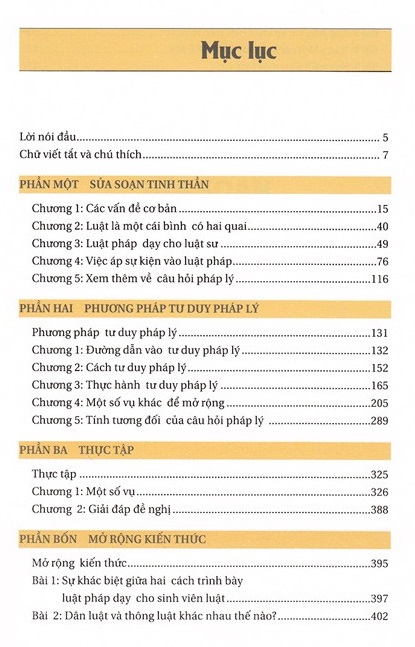 Mục lục
Lời nói đầu 5
Chữ viết tắt và chú thích 7
PHẦN MỘT SỬA SOẠN TINH THẦN
Chương 1: Các vấn đề cơ bản 15
Chương 2: Luật là một cái bình có hai quai 40
Chương 3: Luật pháp dạy cho luật sư 49
Chương 4: Việc áp sự kiện vào luật pháp 76
Chương 5: Xem thêm về câu hỏi pháp lý 116
PHẦN HAI PHƯƠNG PHÁP TƯ DUY PHÁP LÝ
Phương pháp tư duy pháp lý 131
Chương 1: Đường dẫn vào tư duy pháp lý 132
Chương 2: Cách tư duy pháp lý 152
Chương 3: Thực hành tư duy pháp lý 165
Chương 4: Một số vụ khác để mở rộng 205
Chương 5: Tính tương đối của câu hỏi pháp lý 289
PHẦN BA THỰC TẬP
Thực tập 325
Chương 1: Một số vụ 326
Chương 2: Giải đáp đề nghị 388
PHẦN BỐN MỞ RỘNG KIẾN THỨC
Mở rộng kiến thức 395
Bài 1: Sự khác biệt giữa hai cách trình bày
luật pháp dạy cho sinh viên luật 397
Bài 2: Dân luật và thông luật khác nhau thế nào? 402